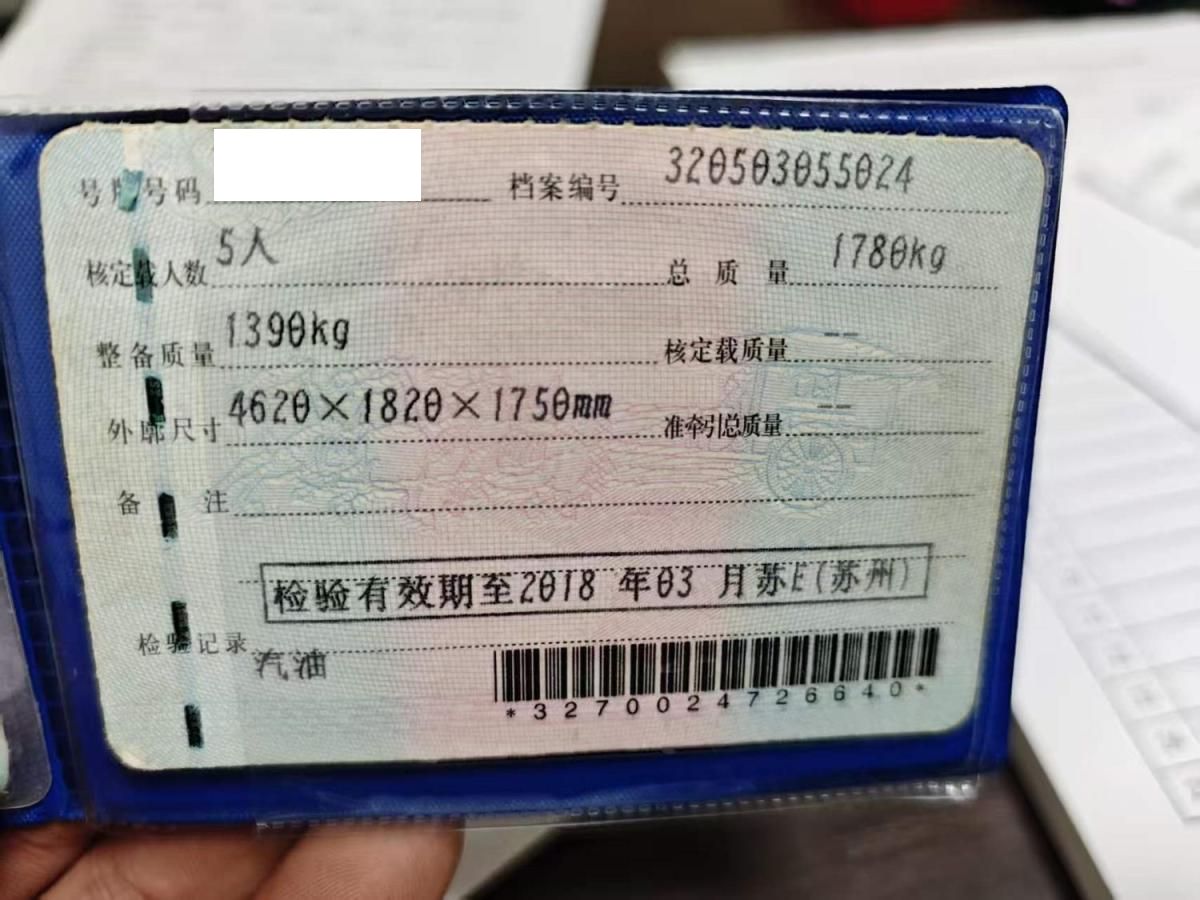 号牌号码 档案编号 320503055024
核定载人数 5人 总质量 1780kg
整备质量 1390kg 核定载质量 --
外廓尺寸 4620×1820×1750mm 准牵引总质量 --
备注
检验有效期至2018年03月苏E(苏州)
检验记录 汽油
*3270024726640*